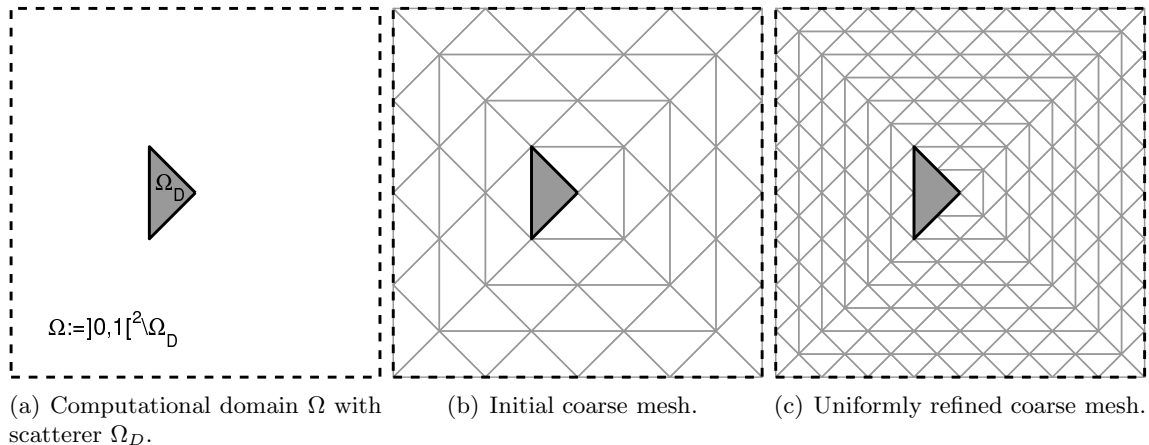 Ω_D
Ω:=]0,1[²\Ω_D
(a) Computational domain Ω with
scatterer Ω_D.
(b) Initial coarse mesh.
(c) Uniformly refined coarse mesh.